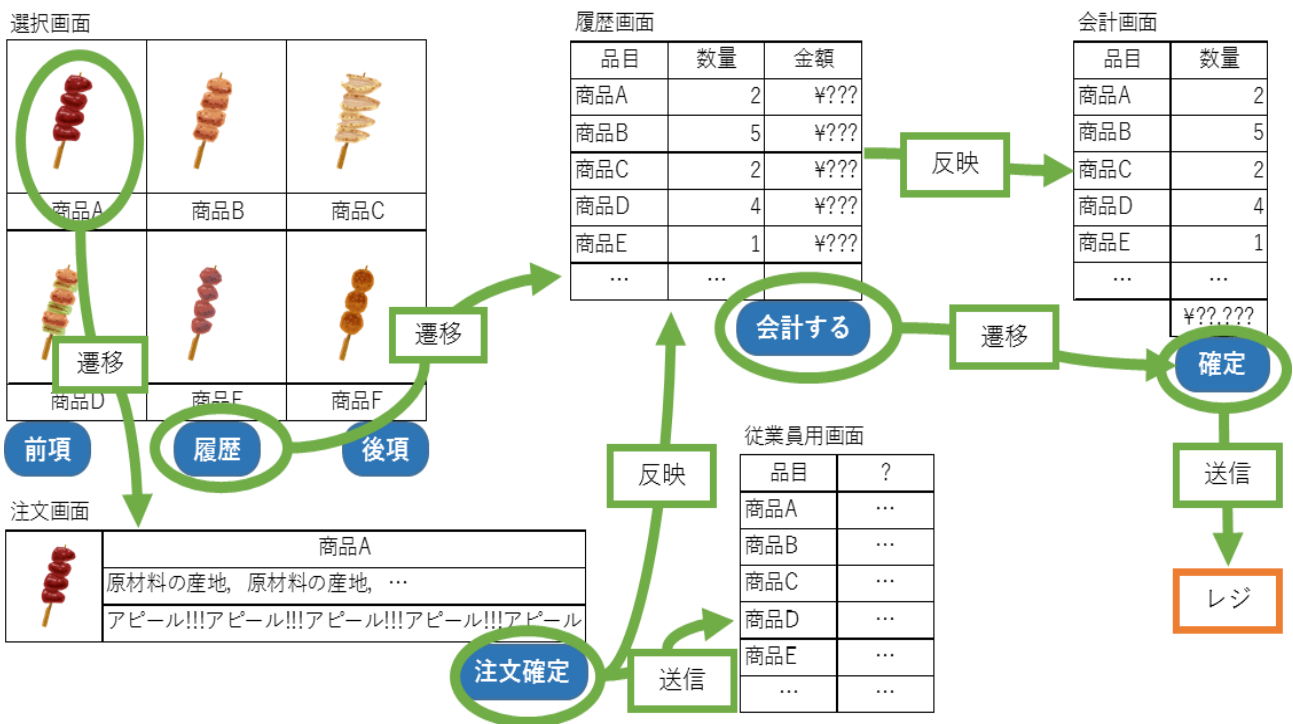 選択画面
商品A
商品B
商品C
遷移
商品D
商品E
商品F
前項
履歴
後項
遷移
注文画面
商品A
原材料の産地, 原材料の産地, …
アピール!!!アピール!!!アピール!!!アピール!!!アピール
注文確定
履歴画面
品目 数量 金額
商品A 2 ¥???
商品B 5 ¥???
商品C 2 ¥???
商品D 4 ¥???
商品E 1 ¥???
… …
会計する
反映
遷移
反映
送信
従業員用画面
品目 ?
商品A …
商品B …
商品C …
商品D …
商品E …
… …
会計画面
品目 数量
商品A 2
商品B 5
商品C 2
商品D 4
商品E 1
… …
¥??,???
確定
送信
レジ